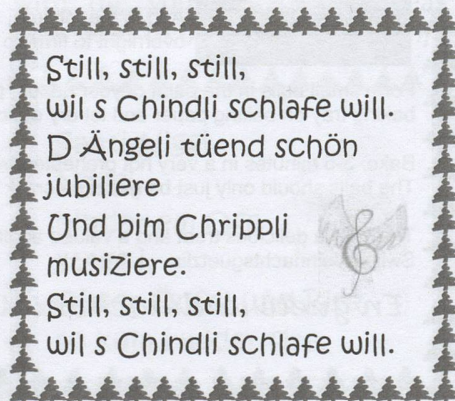 Still, still, still,
wil s Chindli schlafe will.
D Ängeli tüend schön
jubiliere
Und bim Chrippli
musiziere.
Still, still, still,
wil s Chindli schlafe will.